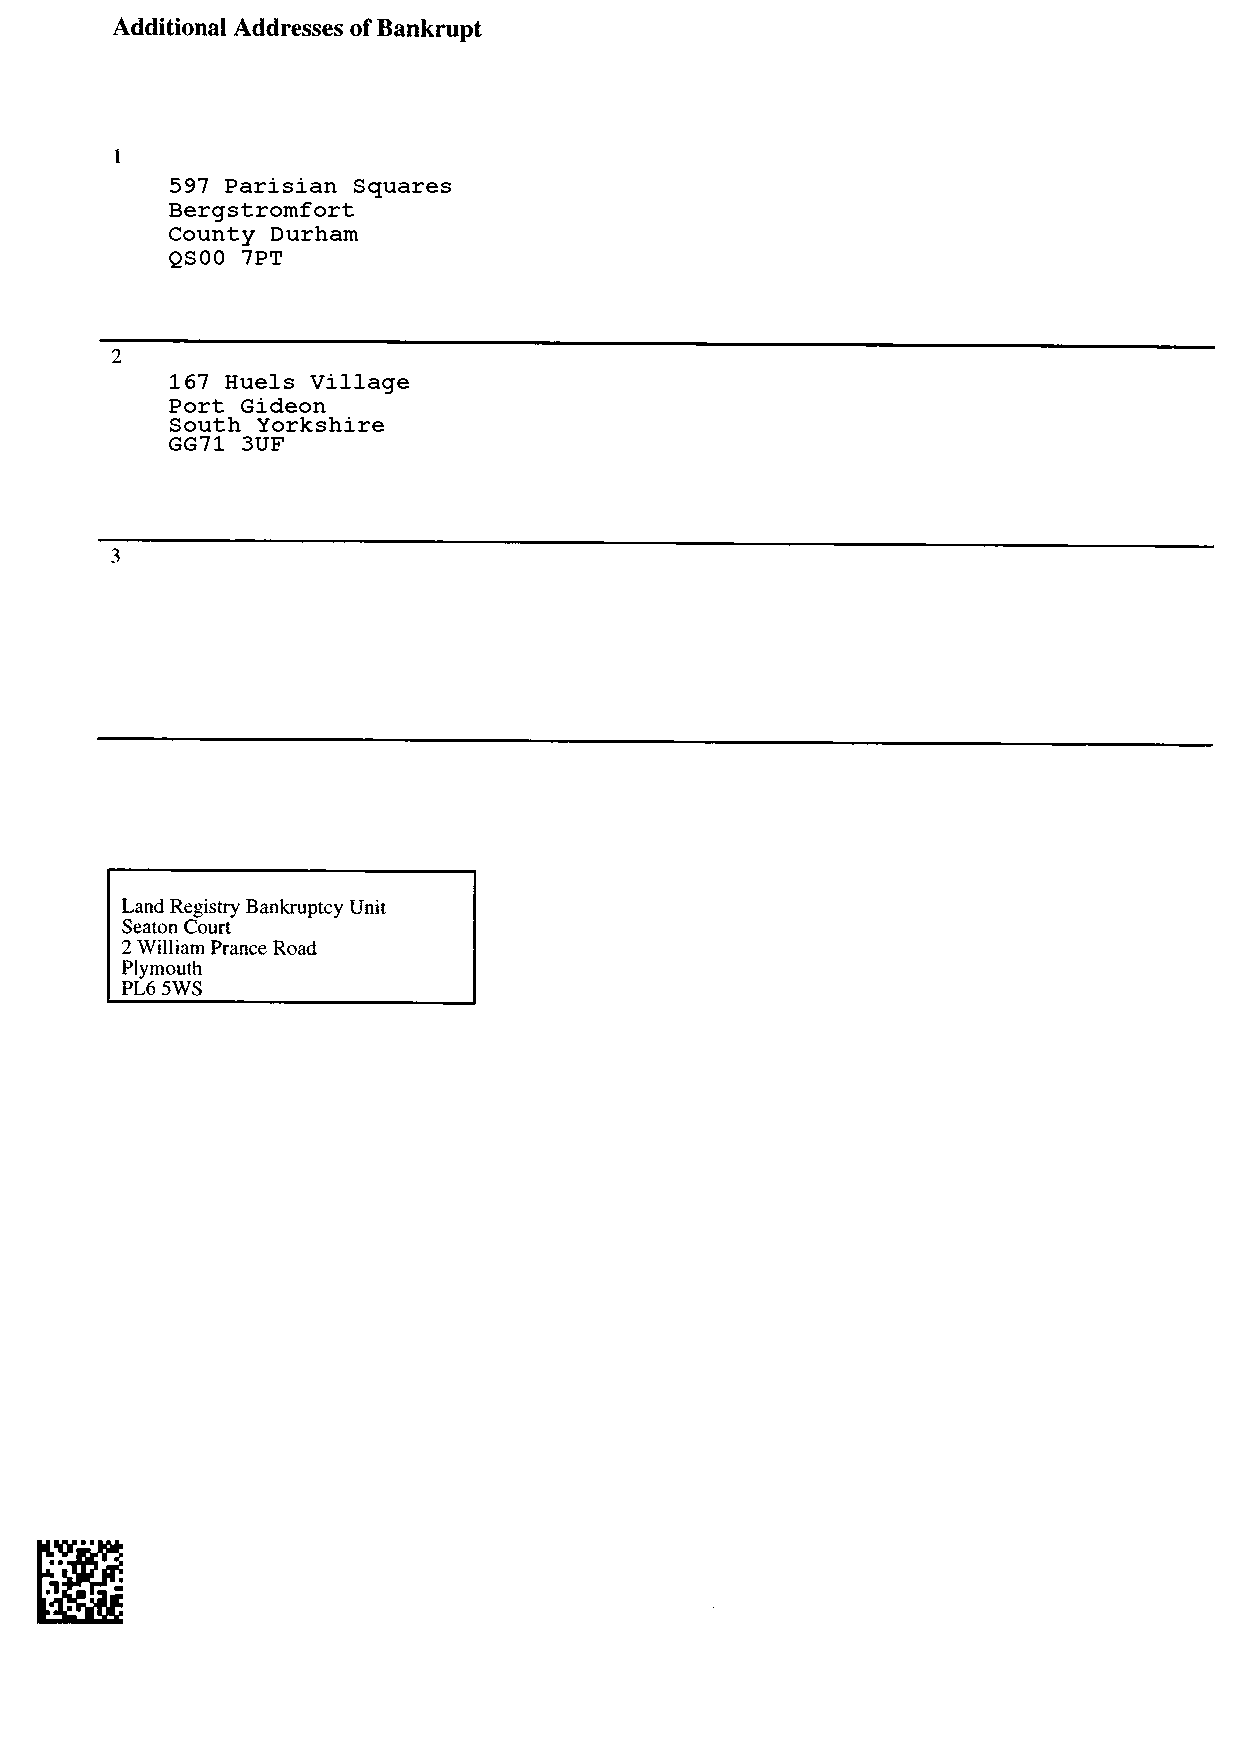 Additional Addresses of Bankrupt
1
597 Parisian Squares
Bergstromfort
County Durham
QS00 7PT
2
167 Huels Village
Port Gideon
South Yorkshire
GG71 3UF
3
Land Registry Bankruptcy Unit
Seaton Court
2 William Prance Road
Plymouth
PL6 5WS